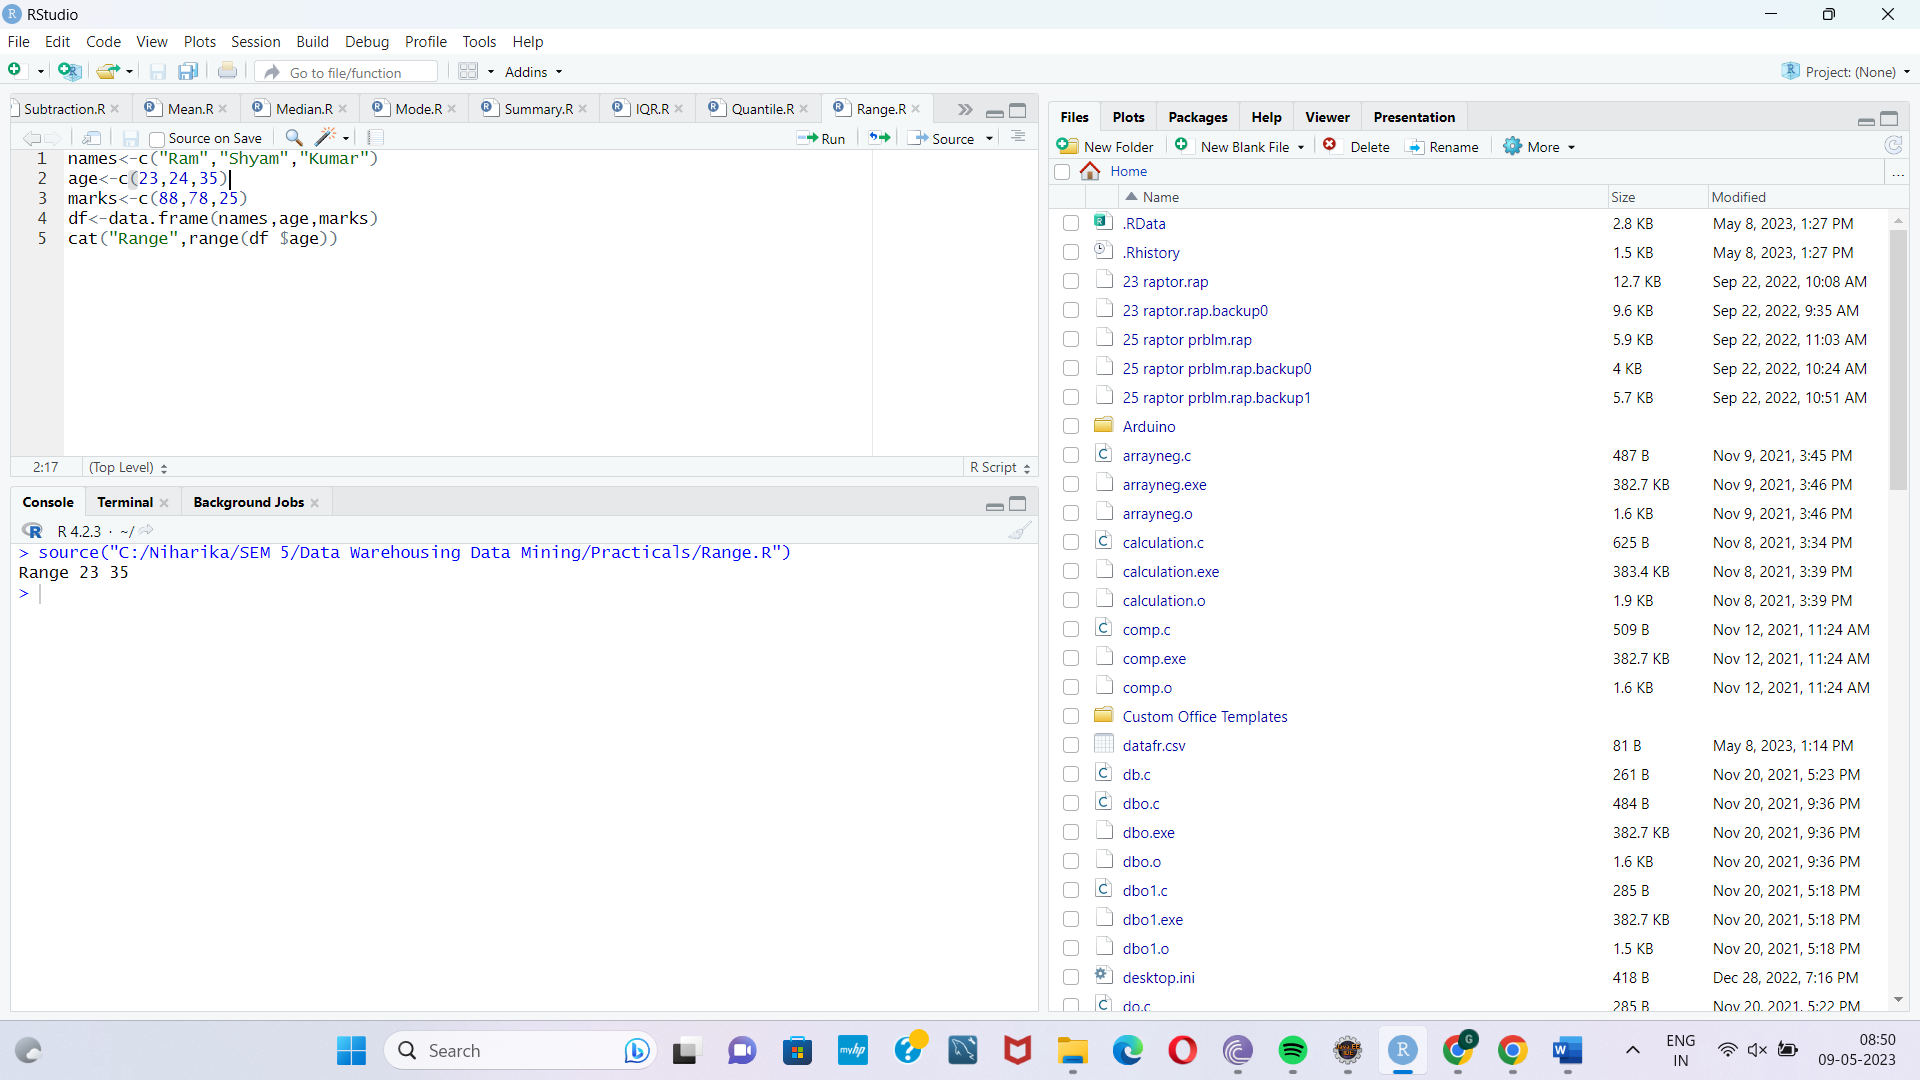 RStudio
File Edit Code View Plots Session Build Debug Profile Tools Help
Go to file/function Addins Project: (None)
Subtraction.R Mean.R Median.R Mode.R Summary.R IQR.R Quantile.R Range.R
Source on Save Run Source
1 names<-c("Ram","Shyam","Kumar")
2 age<-c(23,24,35)
3 marks<-c(88,78,25)
4 df<-data.frame(names,age,marks)
5 cat("Range",range(df $age))
2:17 (Top Level) R Script
Console Terminal Background Jobs
R 4.2.3 · ~/
> source("C:/Niharika/SEM 5/Data Warehousing Data Mining/Practicals/Range.R")
Range 23 35
>
Files Plots Packages Help Viewer Presentation
New Folder New Blank File Delete Rename More
Home ...
Name Size Modified
.RData 2.8 KB May 8, 2023, 1:27 PM
.Rhistory 1.5 KB May 8, 2023, 1:27 PM
23 raptor.rap 12.7 KB Sep 22, 2022, 10:08 AM
23 raptor.rap.backup0 9.6 KB Sep 22, 2022, 9:35 AM
25 raptor prblm.rap 5.9 KB Sep 22, 2022, 11:03 AM
25 raptor prblm.rap.backup0 4 KB Sep 22, 2022, 10:24 AM
25 raptor prblm.rap.backup1 5.7 KB Sep 22, 2022, 10:51 AM
Arduino
arrayneg.c 487 B Nov 9, 2021, 3:45 PM
arrayneg.exe 382.7 KB Nov 9, 2021, 3:46 PM
arrayneg.o 1.6 KB Nov 9, 2021, 3:46 PM
calculation.c 625 B Nov 8, 2021, 3:34 PM
calculation.exe 383.4 KB Nov 8, 2021, 3:39 PM
calculation.o 1.9 KB Nov 8, 2021, 3:39 PM
comp.c 509 B Nov 12, 2021, 11:24 AM
comp.exe 382.7 KB Nov 12, 2021, 11:24 AM
comp.o 1.6 KB Nov 12, 2021, 11:24 AM
Custom Office Templates
datafr.csv 81 B May 8, 2023, 1:14 PM
db.c 261 B Nov 20, 2021, 5:23 PM
dbo.c 484 B Nov 20, 2021, 9:36 PM
dbo.exe 382.7 KB Nov 20, 2021, 9:36 PM
dbo.o 1.6 KB Nov 20, 2021, 9:36 PM
dbo1.c 285 B Nov 20, 2021, 5:18 PM
dbo1.exe 382.7 KB Nov 20, 2021, 5:18 PM
dbo1.o 1.5 KB Nov 20, 2021, 5:18 PM
desktop.ini 418 B Dec 28, 2022, 7:16 PM
do.c 285 B Nov 20, 2021, 5:22 PM
Search myhp ENG 08:50
IN 09-05-2023